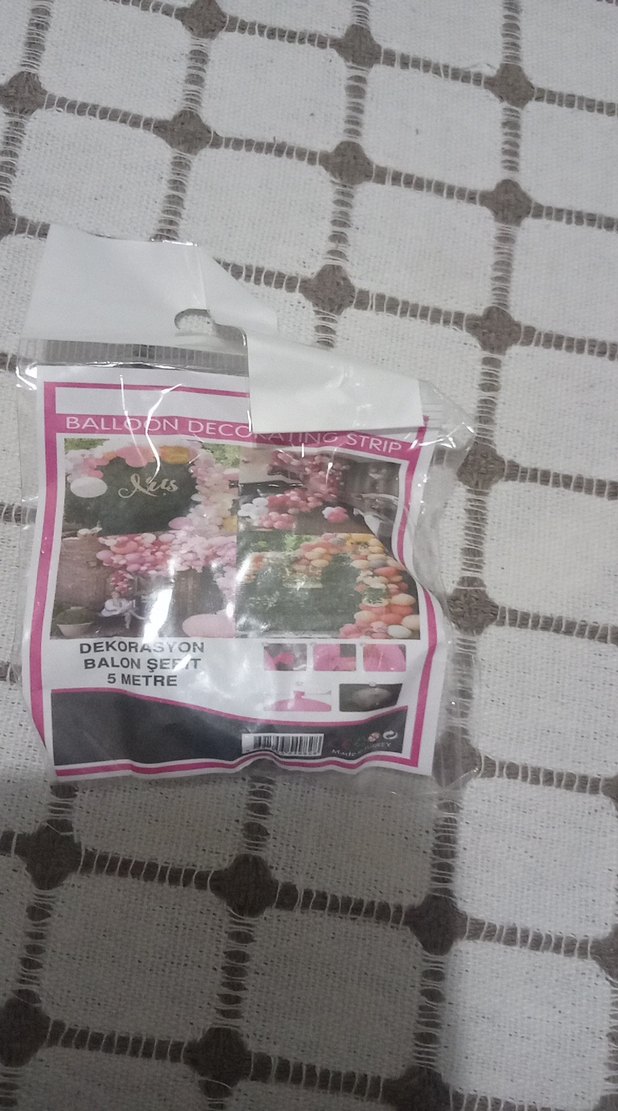 BALLOON DECORATING STRIP
DEKORASYON
BALON ŞERİT
5 METRE
Made